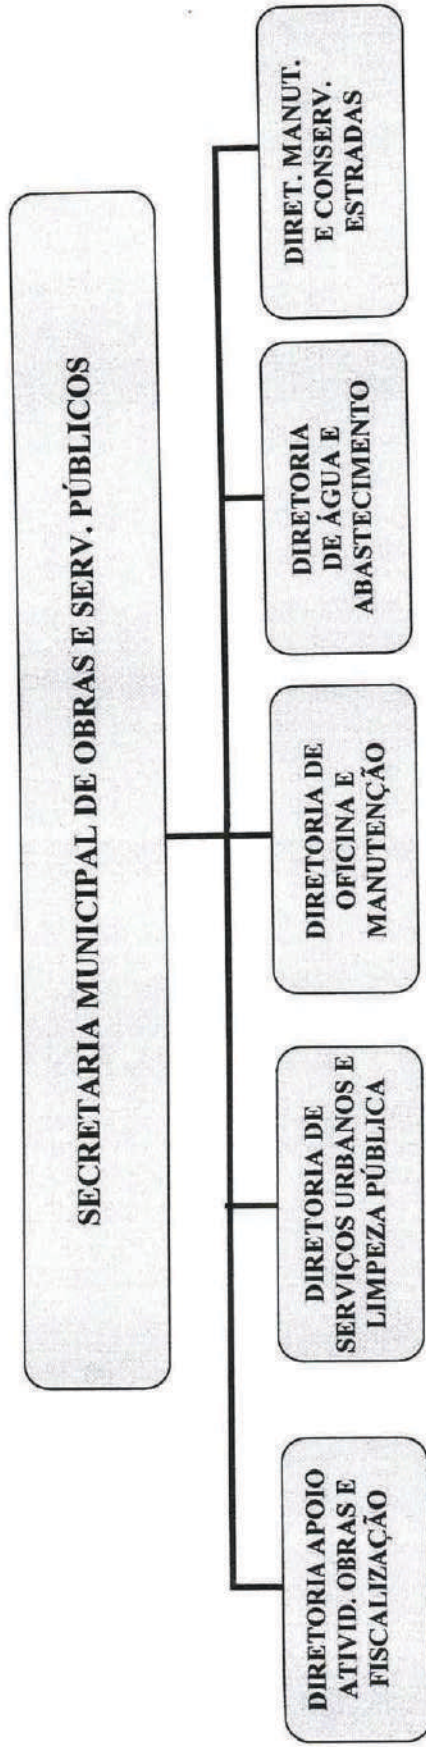 SECRETARIA MUNICIPAL DE OBRAS E SERV. PÚBLICOS
DIRETORIA APOIO
ATIVID. OBRAS E
FISCALIZAÇÃO
DIRETORIA DE
SERVIÇOS URBANOS E
LIMPEZA PÚBLICA
DIRETORIA DE
OFICINA E
MANUTENÇÃO
DIRETORIA
DE ÁGUA E
ABASTECIMENTO
DIRET. MANUT.
E CONSERV.
ESTRADAS